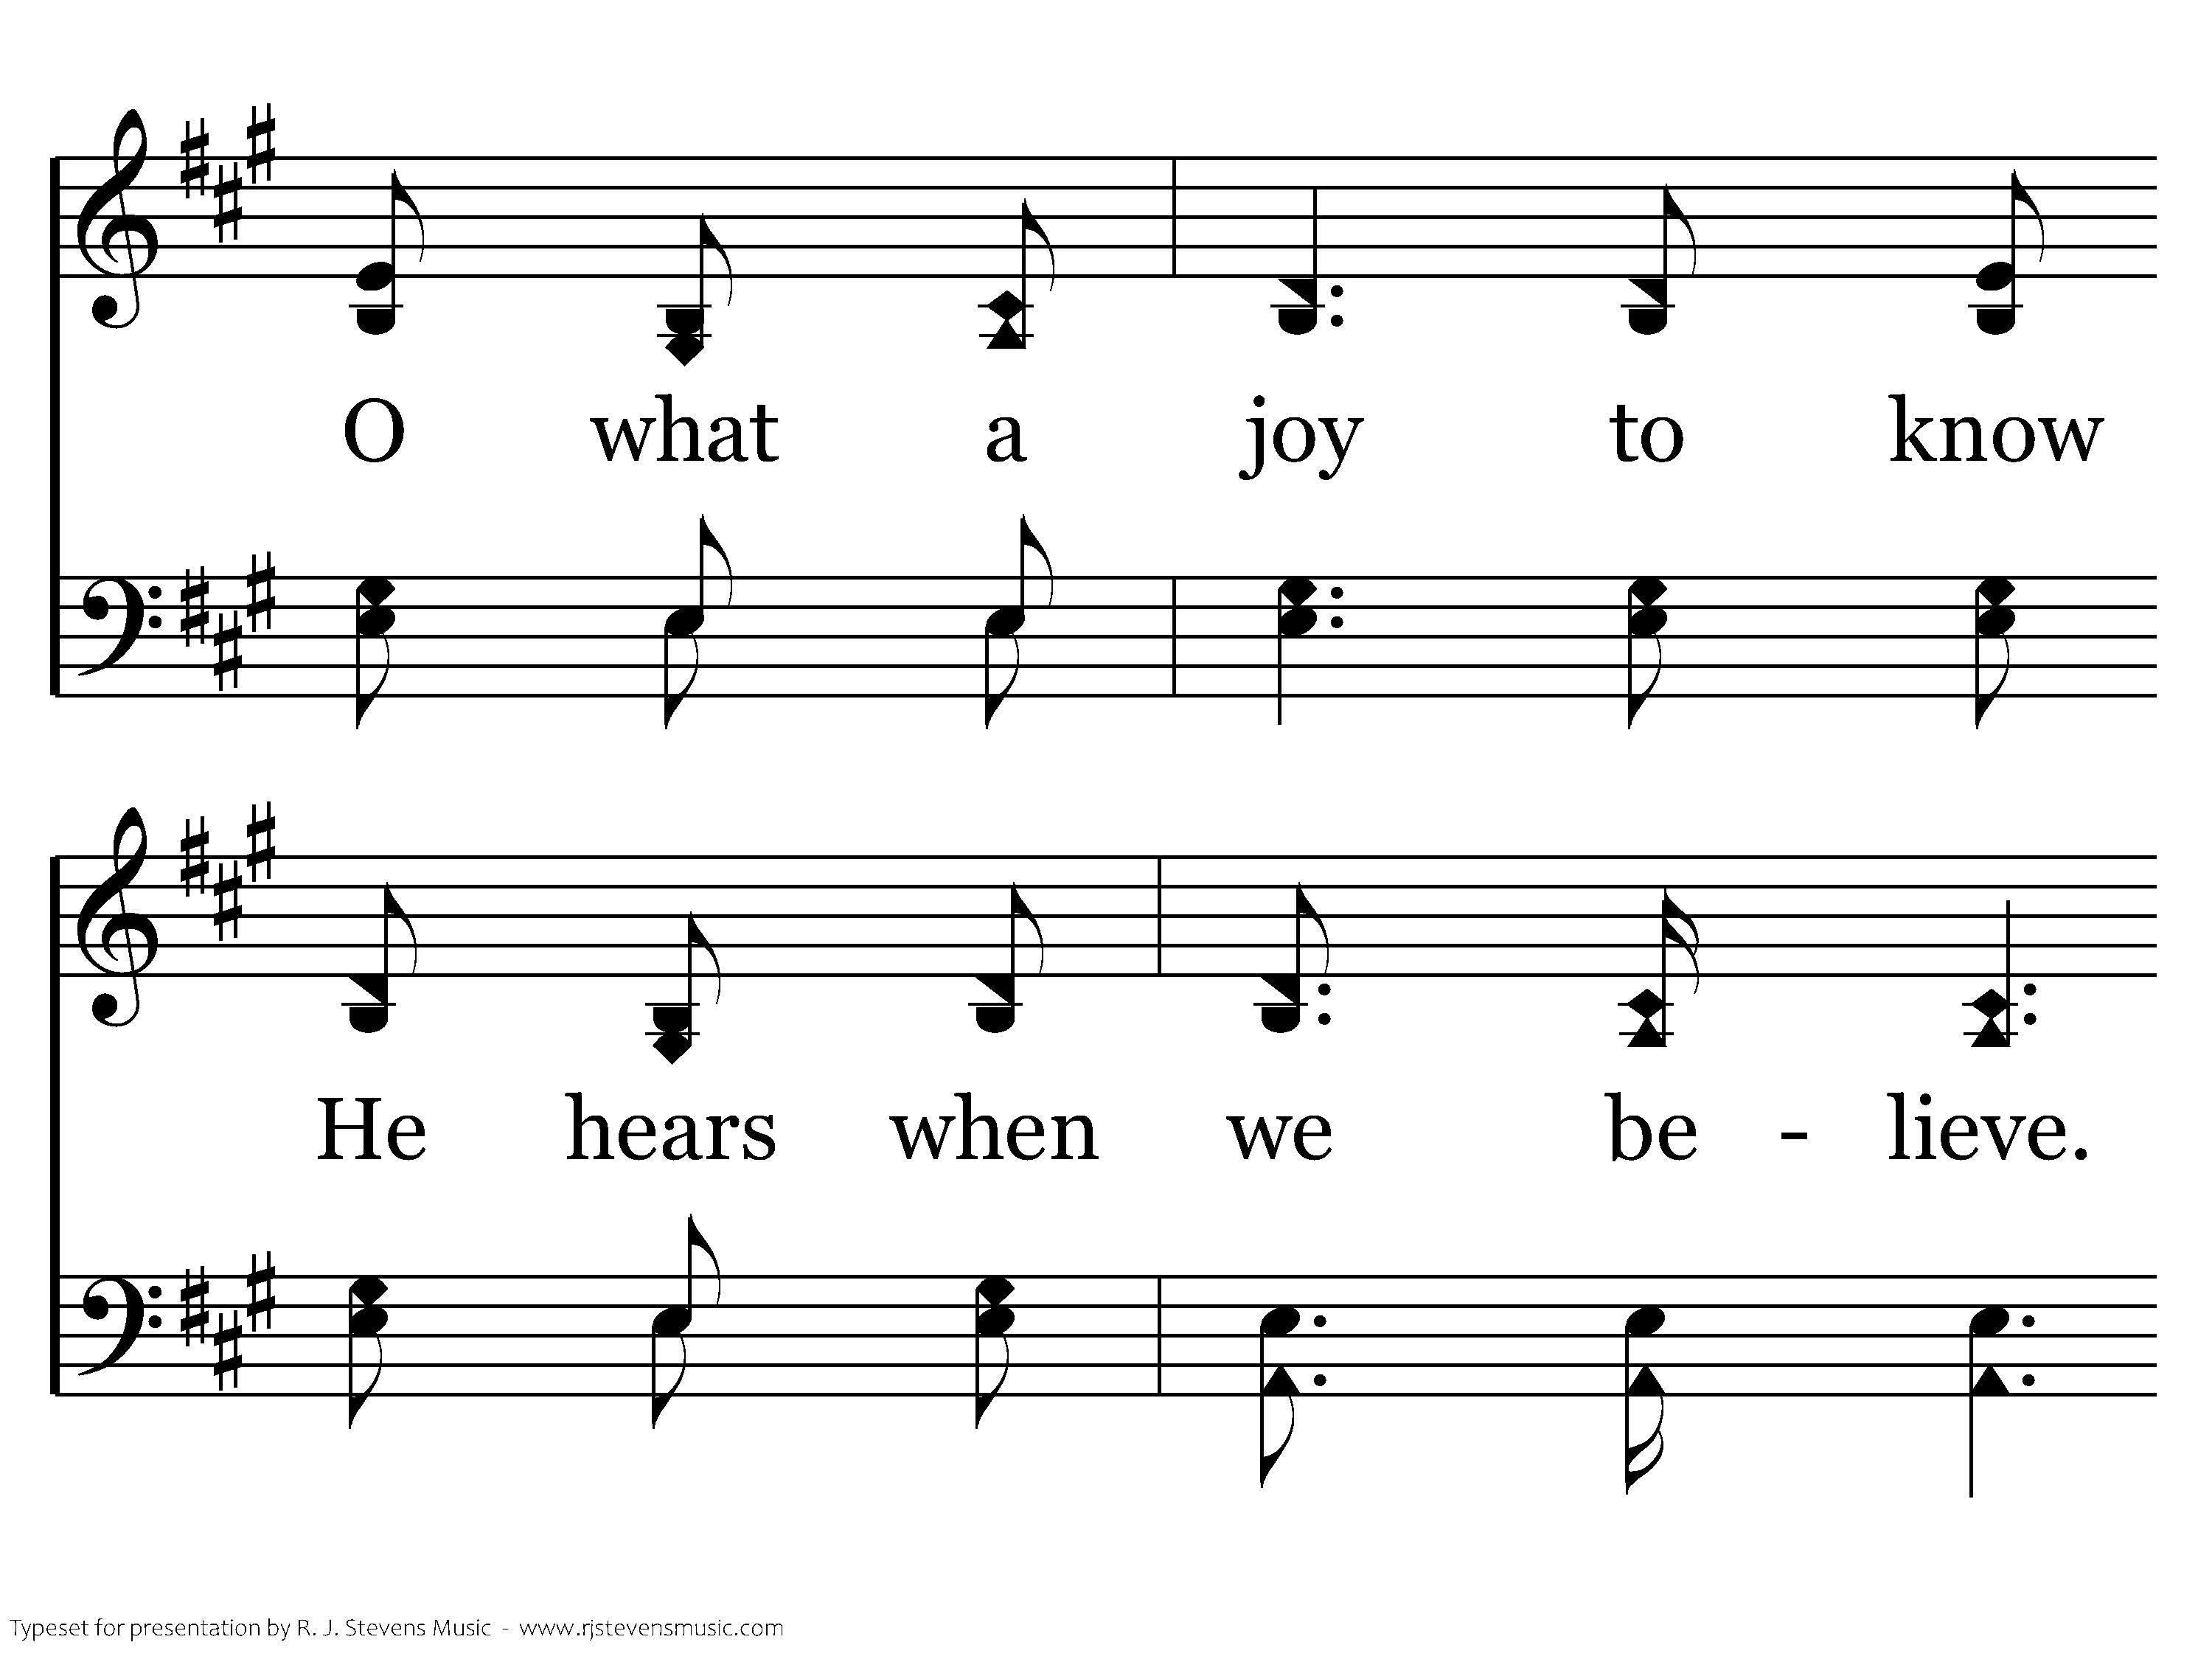 O what a joy to know
He hears when we be - lieve.
Typeset for presentation by R. J. Stevens Music - www.rjstevensmusic.com